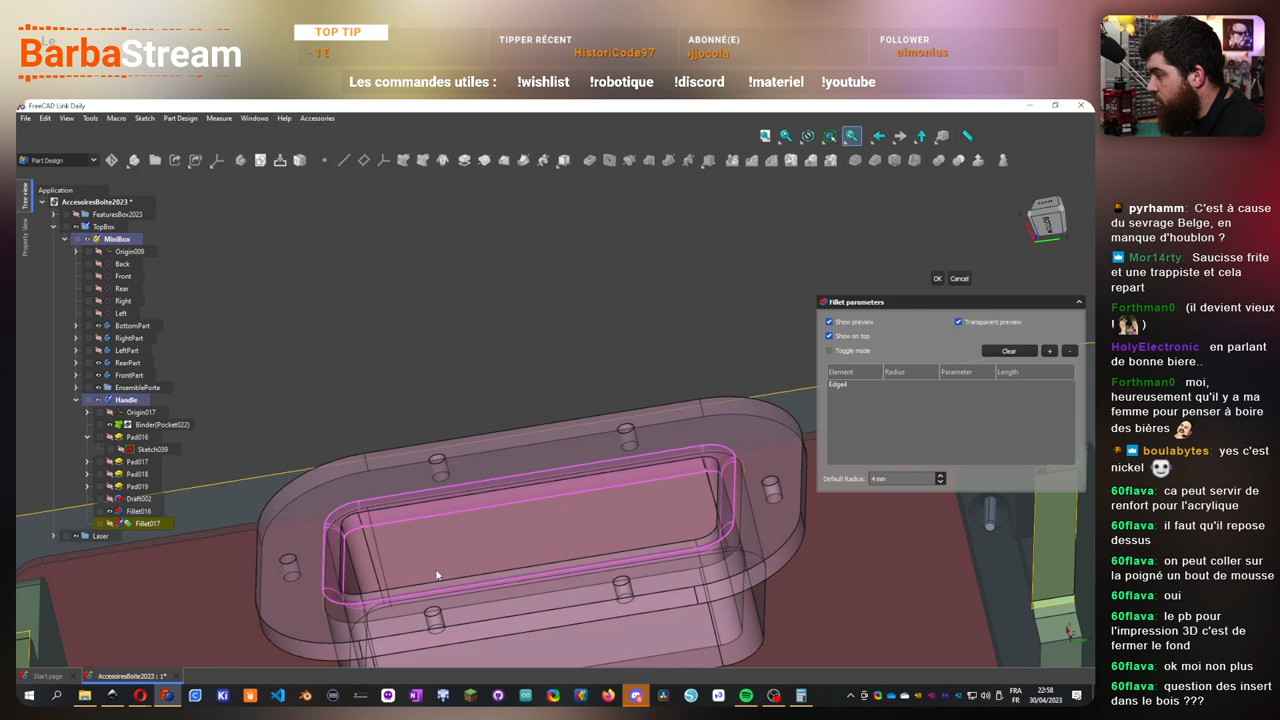 Le
BarbaStream
TOP TIP
- 1 €
TIPPER RÉCENT
HistoriCode97
ABONNÉ(E)
ijjocola
FOLLOWER
almonius
Les commandes utiles : !wishlist !robotique !discord !materiel !youtube
FreeCAD Link Daily
File Edit View Tools Macro Sketch Part Design Measure Windows Help Accessories
Part Design
Tree view
Property View
Application
AccesoiresBoite2023 *
FeaturesBox2023
TopBox
MiniBox
Origin009
Back
Front
Rear
Right
Left
BottomPart
RightPart
LeftPart
RearPart
FrontPart
EnsemblePorte
Handle
Origin017
Binder(Pocket022)
Pad016
Sketch039
Pad017
Pad018
Pad019
Draft002
Fillet016
Fillet017
Laser
BOTTOM
OK Cancel
Fillet parameters
Show preview Transparent preview
Show on top
Toggle mode Clear + -
Element Radius Parameter Length
Edge4
Default Radius: 4 mm
Start page
AccesoiresBoite2023 : 1*
FRA
FR
22:58
30/04/2023
pyrhamm: C'est à cause
du sevrage Belge, en
manque d'houblon ?
Mor14rty: Saucisse frite
et une trappiste et cela
repart
Forthman0: (il devient vieux
! )
HolyElectronic: en parlant
de bonne biere..
Forthman0: moi,
heureusement qu'il y a ma
femme pour penser à boire
des bières
boulabytes: yes c'est
nickel
60flava: ca peut servir de
renfort pour l'acrylique
60flava: il faut qu'il repose
dessus
60flava: on peut coller sur
la poigné un bout de mousse
60flava: oui
60flava: le pb pour
l'impression 3D c'est de
fermer le fond
60flava: ok moi non plus
60flava: question des insert
dans le bois ???